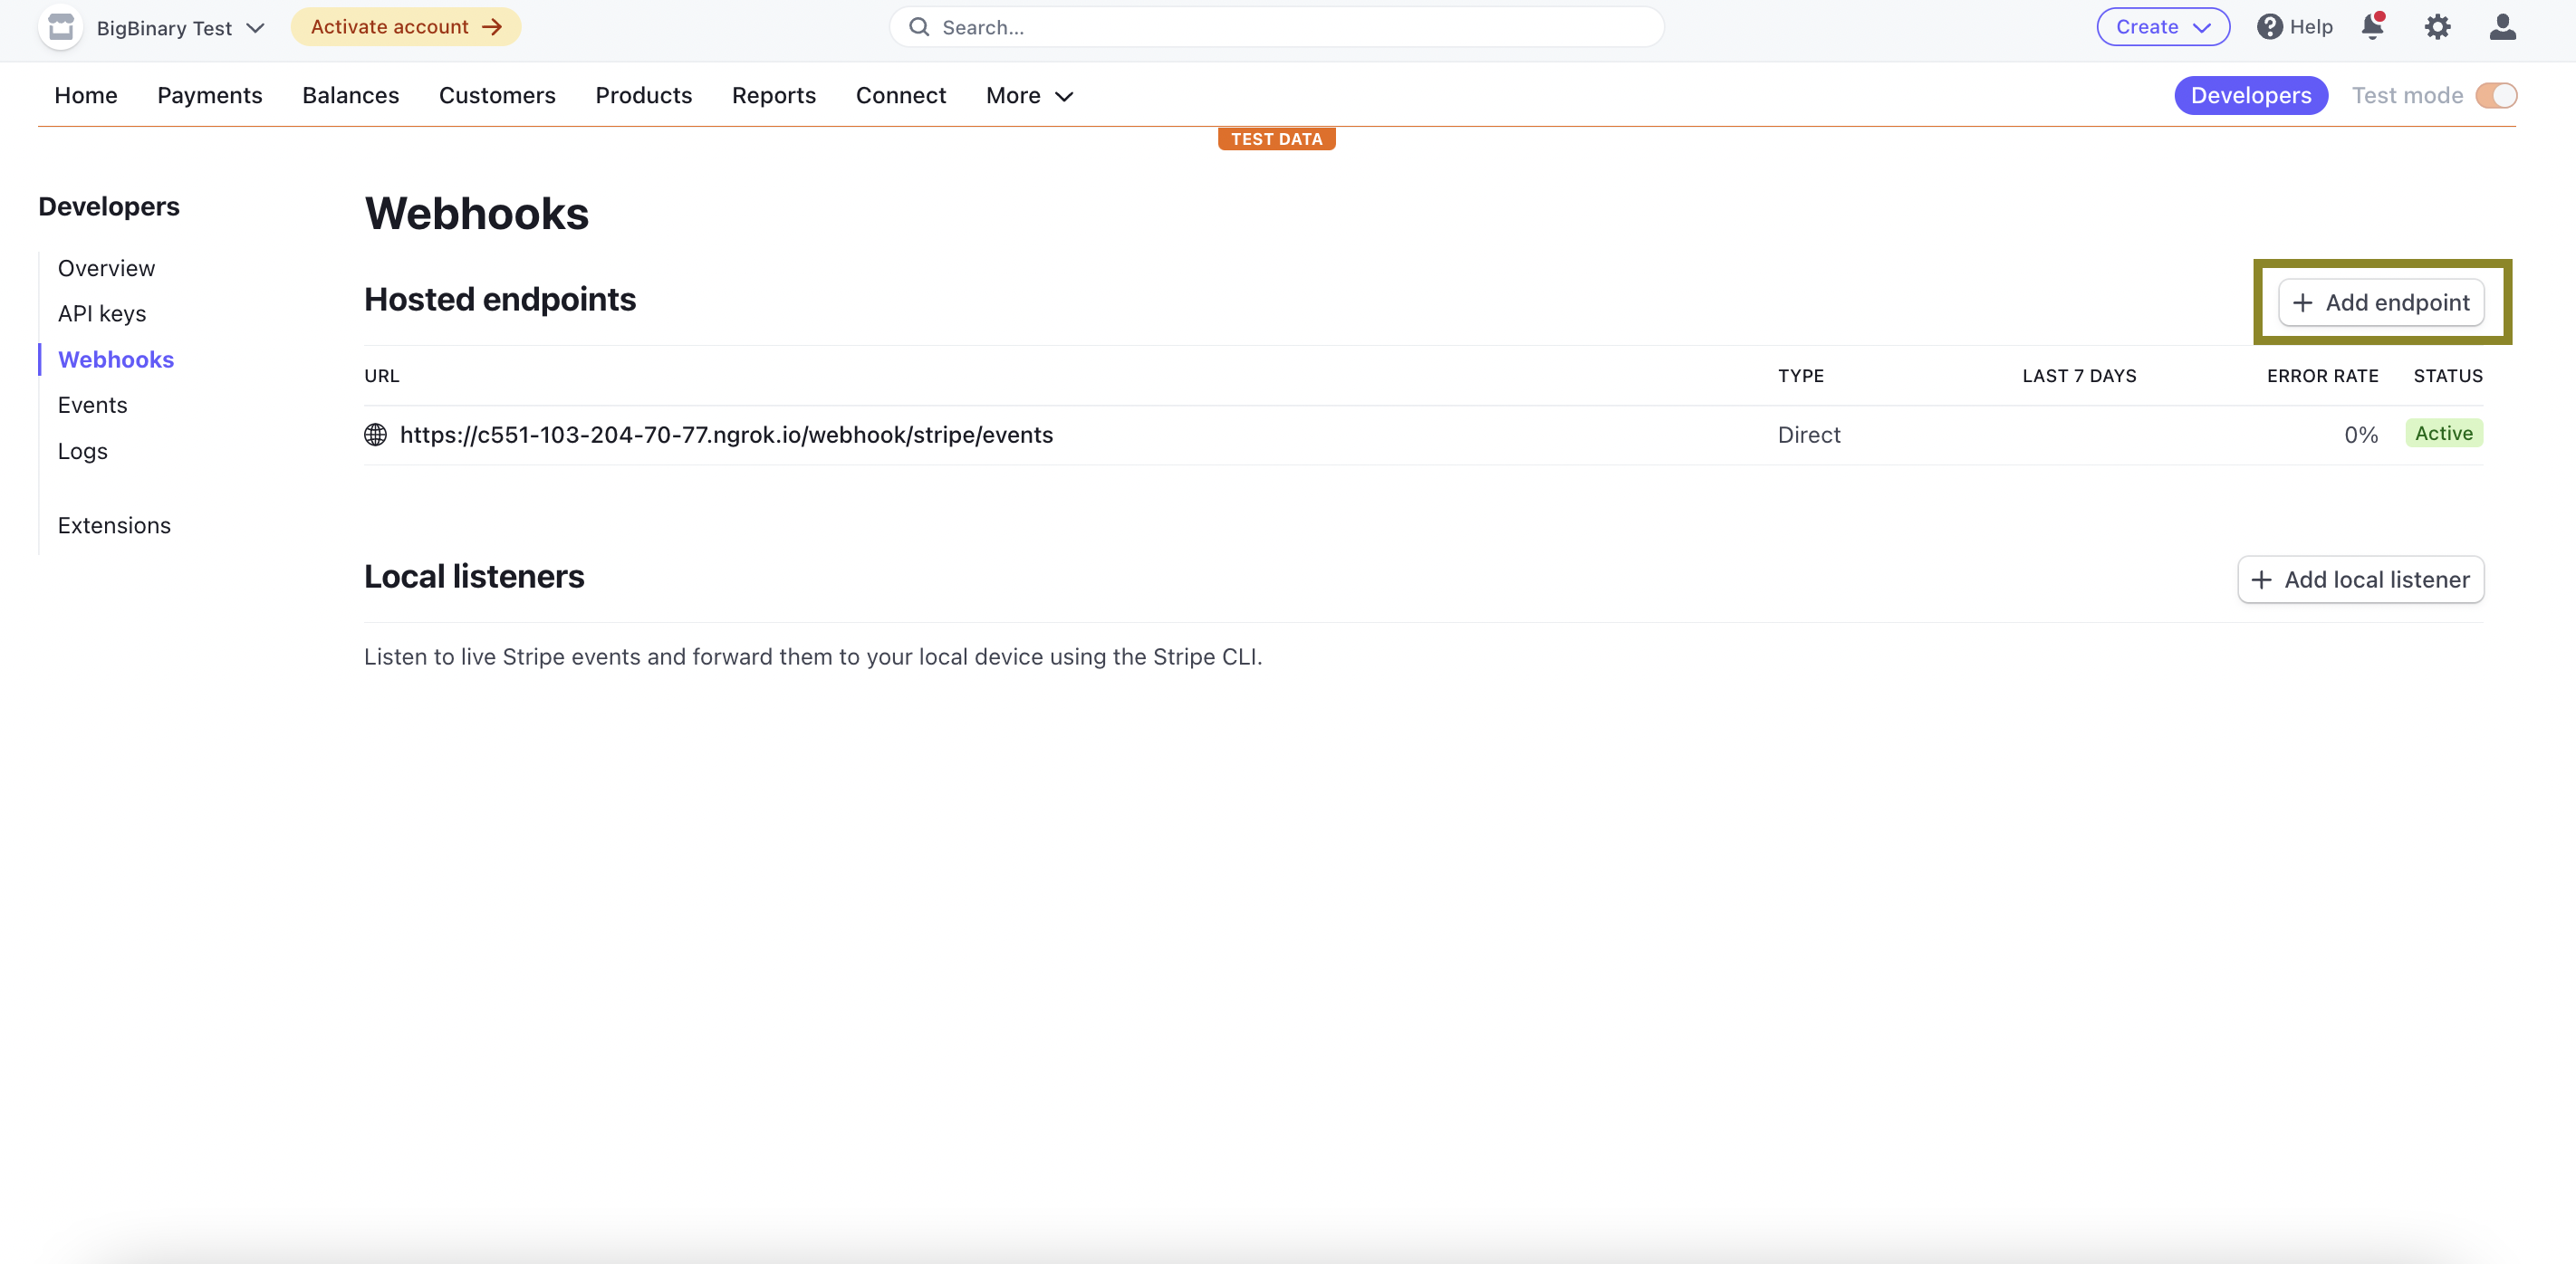 BigBinary Test
Activate account
Search...
Create
Help
Home Payments Balances Customers Products Reports Connect More
Developers
Test mode
TEST DATA
Developers
Overview
API keys
Webhooks
Events
Logs
Extensions
Webhooks
Hosted endpoints
+ Add endpoint
URL TYPE LAST 7 DAYS ERROR RATE STATUS
https://c551-103-204-70-77.ngrok.io/webhook/stripe/events Direct 0% Active
Local listeners
+ Add local listener
Listen to live Stripe events and forward them to your local device using the Stripe CLI.